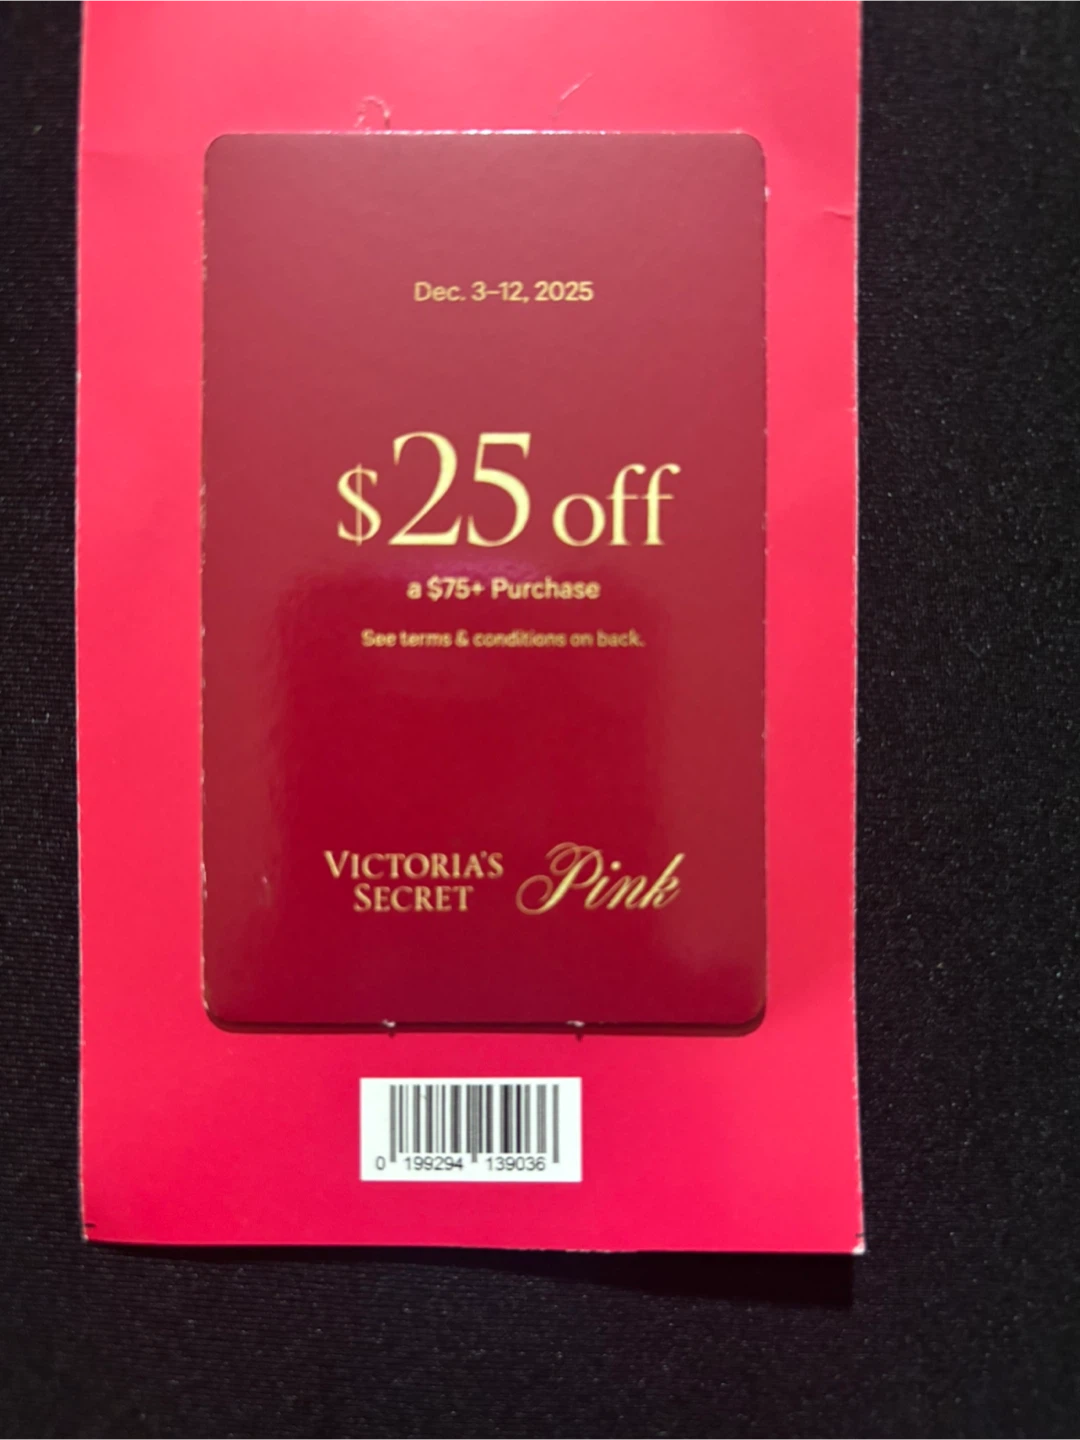 Dec. 3–12, 2025
$25 off
a $75+ Purchase
See terms & conditions on back.
VICTORIA'S
SECRET
Pink
0 199294 139036